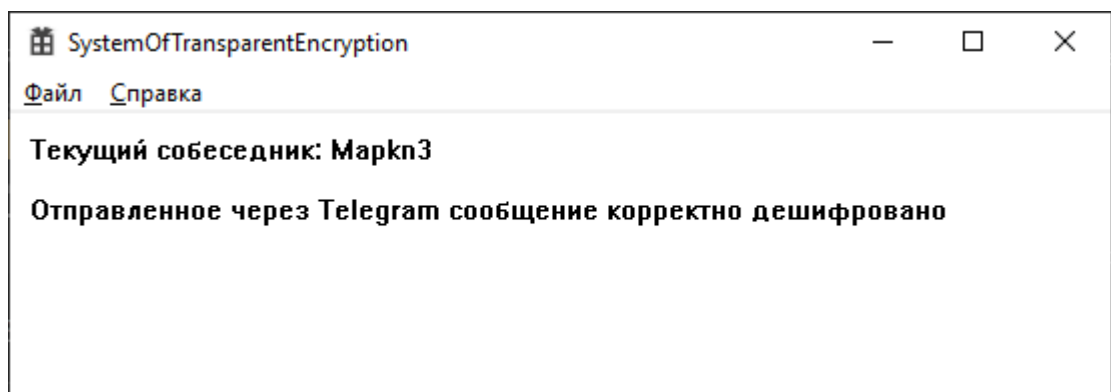 SystemOfTransparentEncryption
Файл Справка
Текущий собеседник: Mapkn3
Отправленное через Telegram сообщение корректно дешифровано